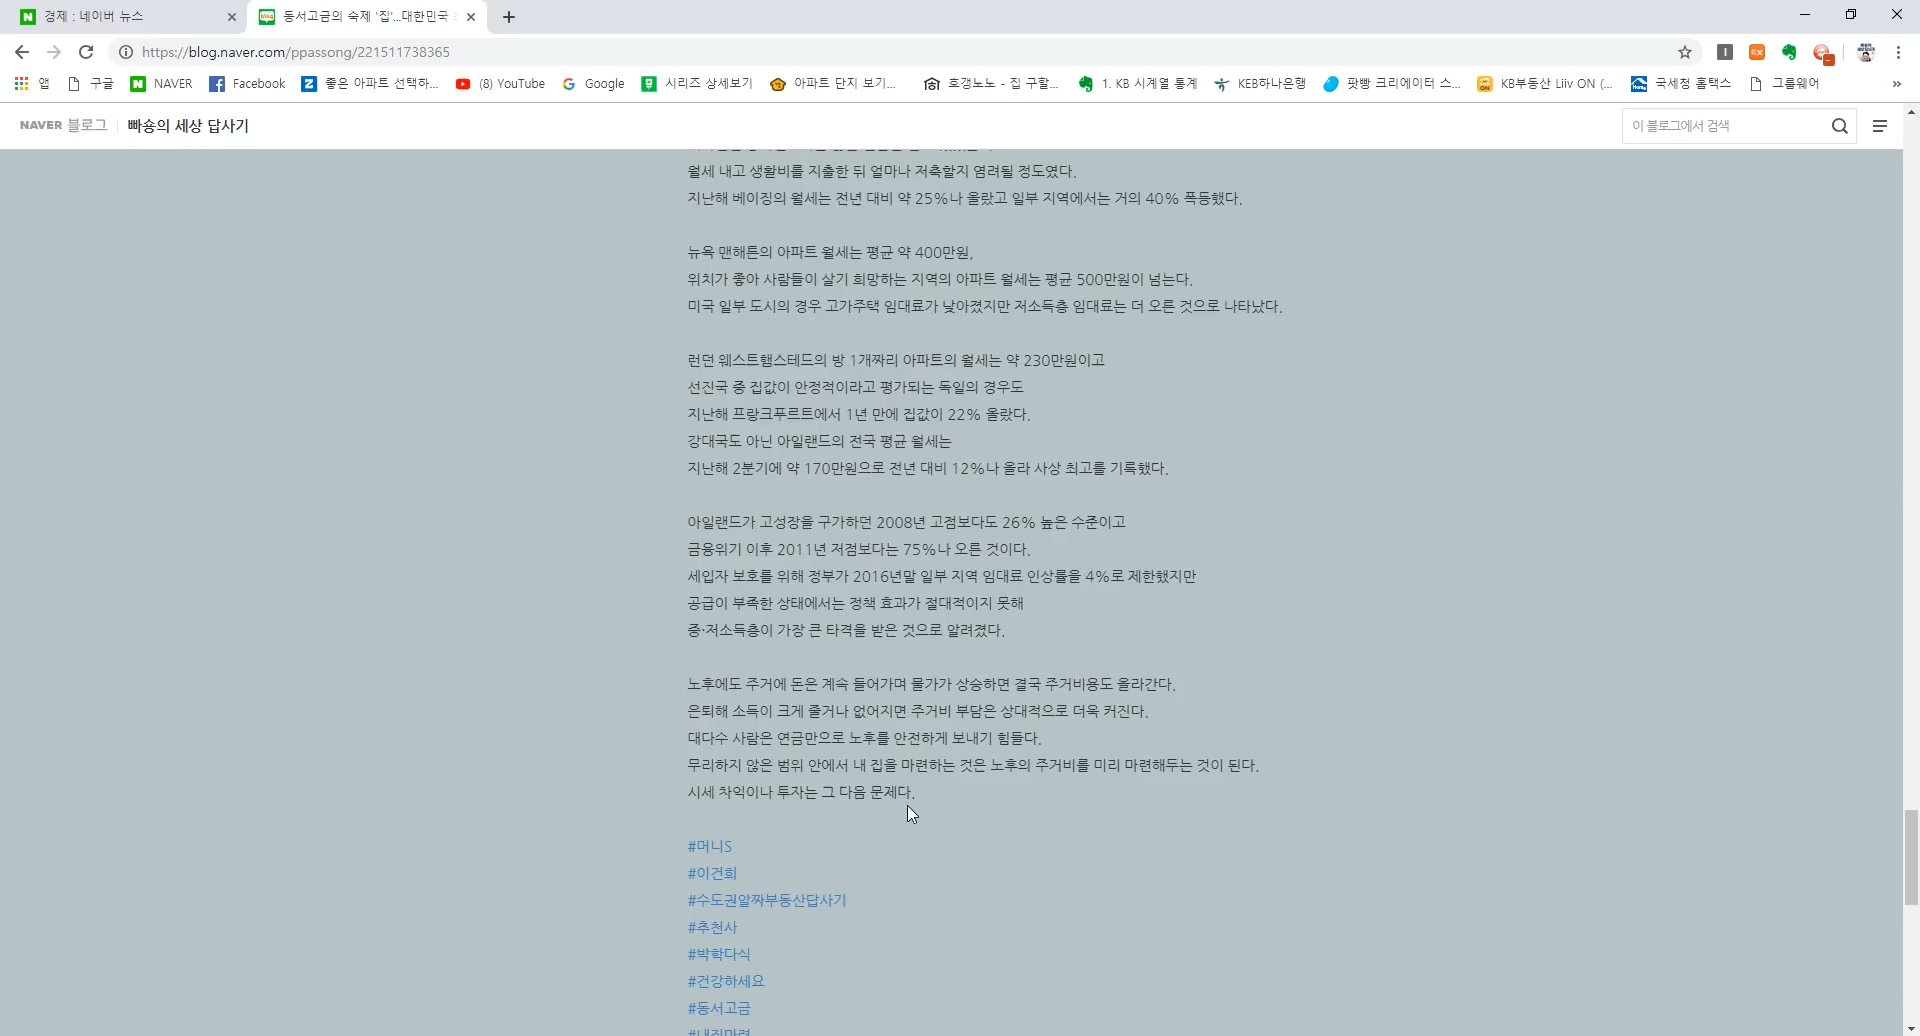 경제 : 네이버 뉴스
동서고금의 숙제 '집'...대한민국
https://blog.naver.com/ppassong/221511738365
앱
구글
NAVER
Facebook
좋은 아파트 선택하...
(8) YouTube
Google
시리즈 상세보기
아파트 단지 보기...
호갱노노 - 집 구할...
1. KB 시계열 통계
KEB하나은행
팟빵 크리에이터 스...
KB부동산 Liiv ON (...
국세청 홈택스
그룹웨어
NAVER 블로그
빠숑의 세상 답사기
이 블로그에서 검색
월세 내고 생활비를 지출한 뒤 얼마나 저축할지 염려될 정도였다.
지난해 베이징의 월세는 전년 대비 약 25%나 올랐고 일부 지역에서는 거의 40% 폭등했다.
뉴욕 맨해튼의 아파트 월세는 평균 약 400만원,
위치가 좋아 사람들이 살기 희망하는 지역의 아파트 월세는 평균 500만원이 넘는다.
미국 일부 도시의 경우 고가주택 임대료가 낮아졌지만 저소득층 임대료는 더 오른 것으로 나타났다.
런던 웨스트햄스테드의 방 1개짜리 아파트의 월세는 약 230만원이고
선진국 중 집값이 안정적이라고 평가되는 독일의 경우도
지난해 프랑크푸르트에서 1년 만에 집값이 22% 올랐다.
강대국도 아닌 아일랜드의 전국 평균 월세는
지난해 2분기에 약 170만원으로 전년 대비 12%나 올라 사상 최고를 기록했다.
아일랜드가 고성장을 구가하던 2008년 고점보다도 26% 높은 수준이고
금융위기 이후 2011년 저점보다는 75%나 오른 것이다.
세입자 보호를 위해 정부가 2016년말 일부 지역 임대료 인상률을 4%로 제한했지만
공급이 부족한 상태에서는 정책 효과가 절대적이지 못해
중·저소득층이 가장 큰 타격을 받은 것으로 알려졌다.
노후에도 주거에 돈은 계속 들어가며 물가가 상승하면 결국 주거비용도 올라간다.
은퇴해 소득이 크게 줄거나 없어지면 주거비 부담은 상대적으로 더욱 커진다.
대다수 사람은 연금만으로 노후를 안전하게 보내기 힘들다.
무리하지 않은 범위 안에서 내 집을 마련하는 것은 노후의 주거비를 미리 마련해두는 것이 된다.
시세 차익이나 투자는 그 다음 문제다.
#머니S
#이건희
#수도권알짜부동산답사기
#추천사
#박학다식
#건강하세요
#동서고금
#내집마련